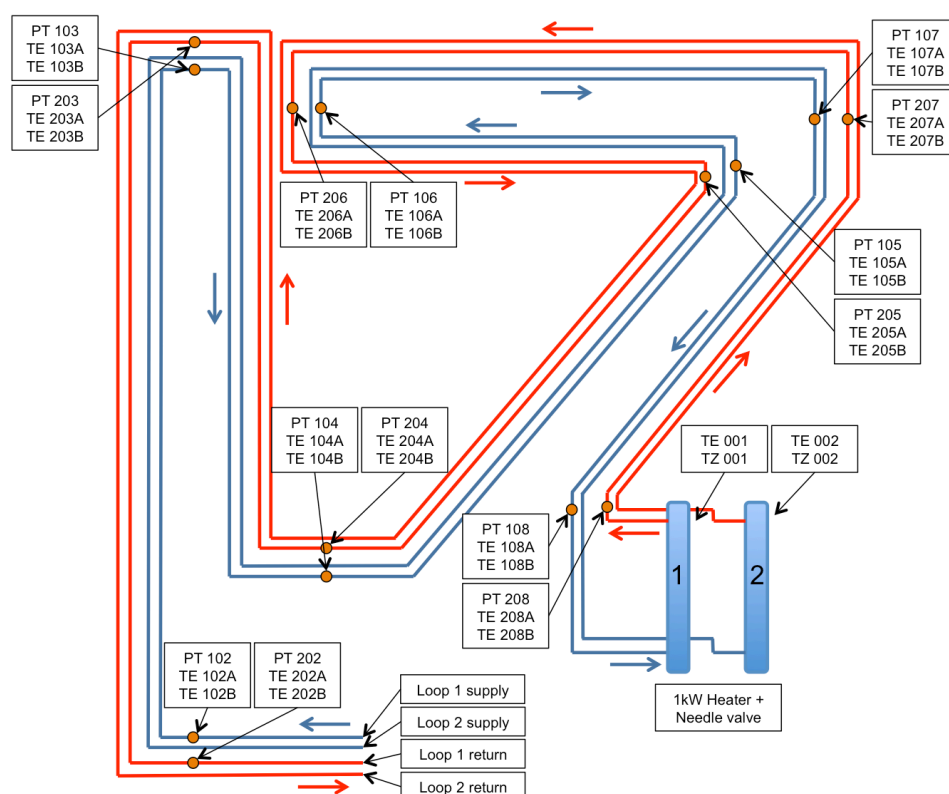 PT 103
TE 103A
TE 103B
PT 203
TE 203A
TE 203B
PT 107
TE 107A
TE 107B
PT 207
TE 207A
TE 207B
PT 206
TE 206A
TE 206B
PT 106
TE 106A
TE 106B
PT 105
TE 105A
TE 105B
PT 205
TE 205A
TE 205B
PT 104
TE 104A
TE 104B
PT 204
TE 204A
TE 204B
TE 001
TZ 001
TE 002
TZ 002
PT 108
TE 108A
TE 108B
PT 208
TE 208A
TE 208B
1
2
PT 102
TE 102A
TE 102B
PT 202
TE 202A
TE 202B
Loop 1 supply
Loop 2 supply
Loop 1 return
Loop 2 return
1kW Heater +
Needle valve